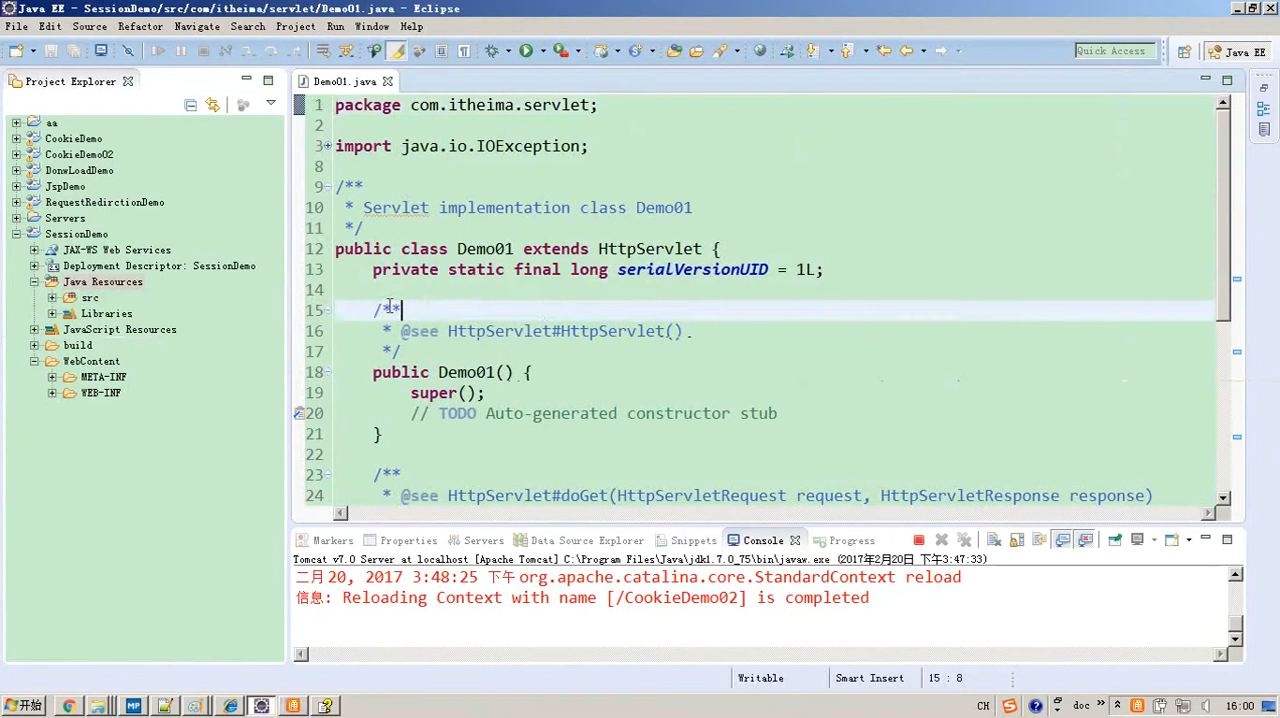 Java EE - SessionDemo/src/com/itheima/servlet/Demo01.java - Eclipse
File Edit Source Refactor Navigate Search Project Run Window Help
Quick Access
Java EE
Project Explorer
aa
CookieDemo
CookieDemo02
DonwLoadDemo
JspDemo
RequestRedirctionDemo
Servers
SessionDemo
JAX-WS Web Services
Deployment Descriptor: SessionDemo
Java Resources
src
Libraries
JavaScript Resources
build
WebContent
META-INF
WEB-INF
Demo01.java
1 package com.itheima.servlet;
2
3 import java.io.IOException;
8
9 /**
10 * Servlet implementation class Demo01
11 */
12 public class Demo01 extends HttpServlet {
13 private static final long serialVersionUID = 1L;
14
15 /**
16 * @see HttpServlet#HttpServlet()
17 */
18 public Demo01() {
19 super();
20 // TODO Auto-generated constructor stub
21 }
22
23 /**
24 * @see HttpServlet#doGet(HttpServletRequest request, HttpServletResponse response)
Markers Properties Servers Data Source Explorer Snippets Console Progress
Tomcat v7.0 Server at localhost [Apache Tomcat] C:\Program Files\Java\jdk1.7.0_75\bin\javaw.exe (2017年2月20日 下午3:47:33)
二月 20, 2017 3:48:25 下午 org.apache.catalina.core.StandardContext reload
信息: Reloading Context with name [/CookieDemo02] is completed
Writable Smart Insert 15 : 8
开始 CH doc 16:00